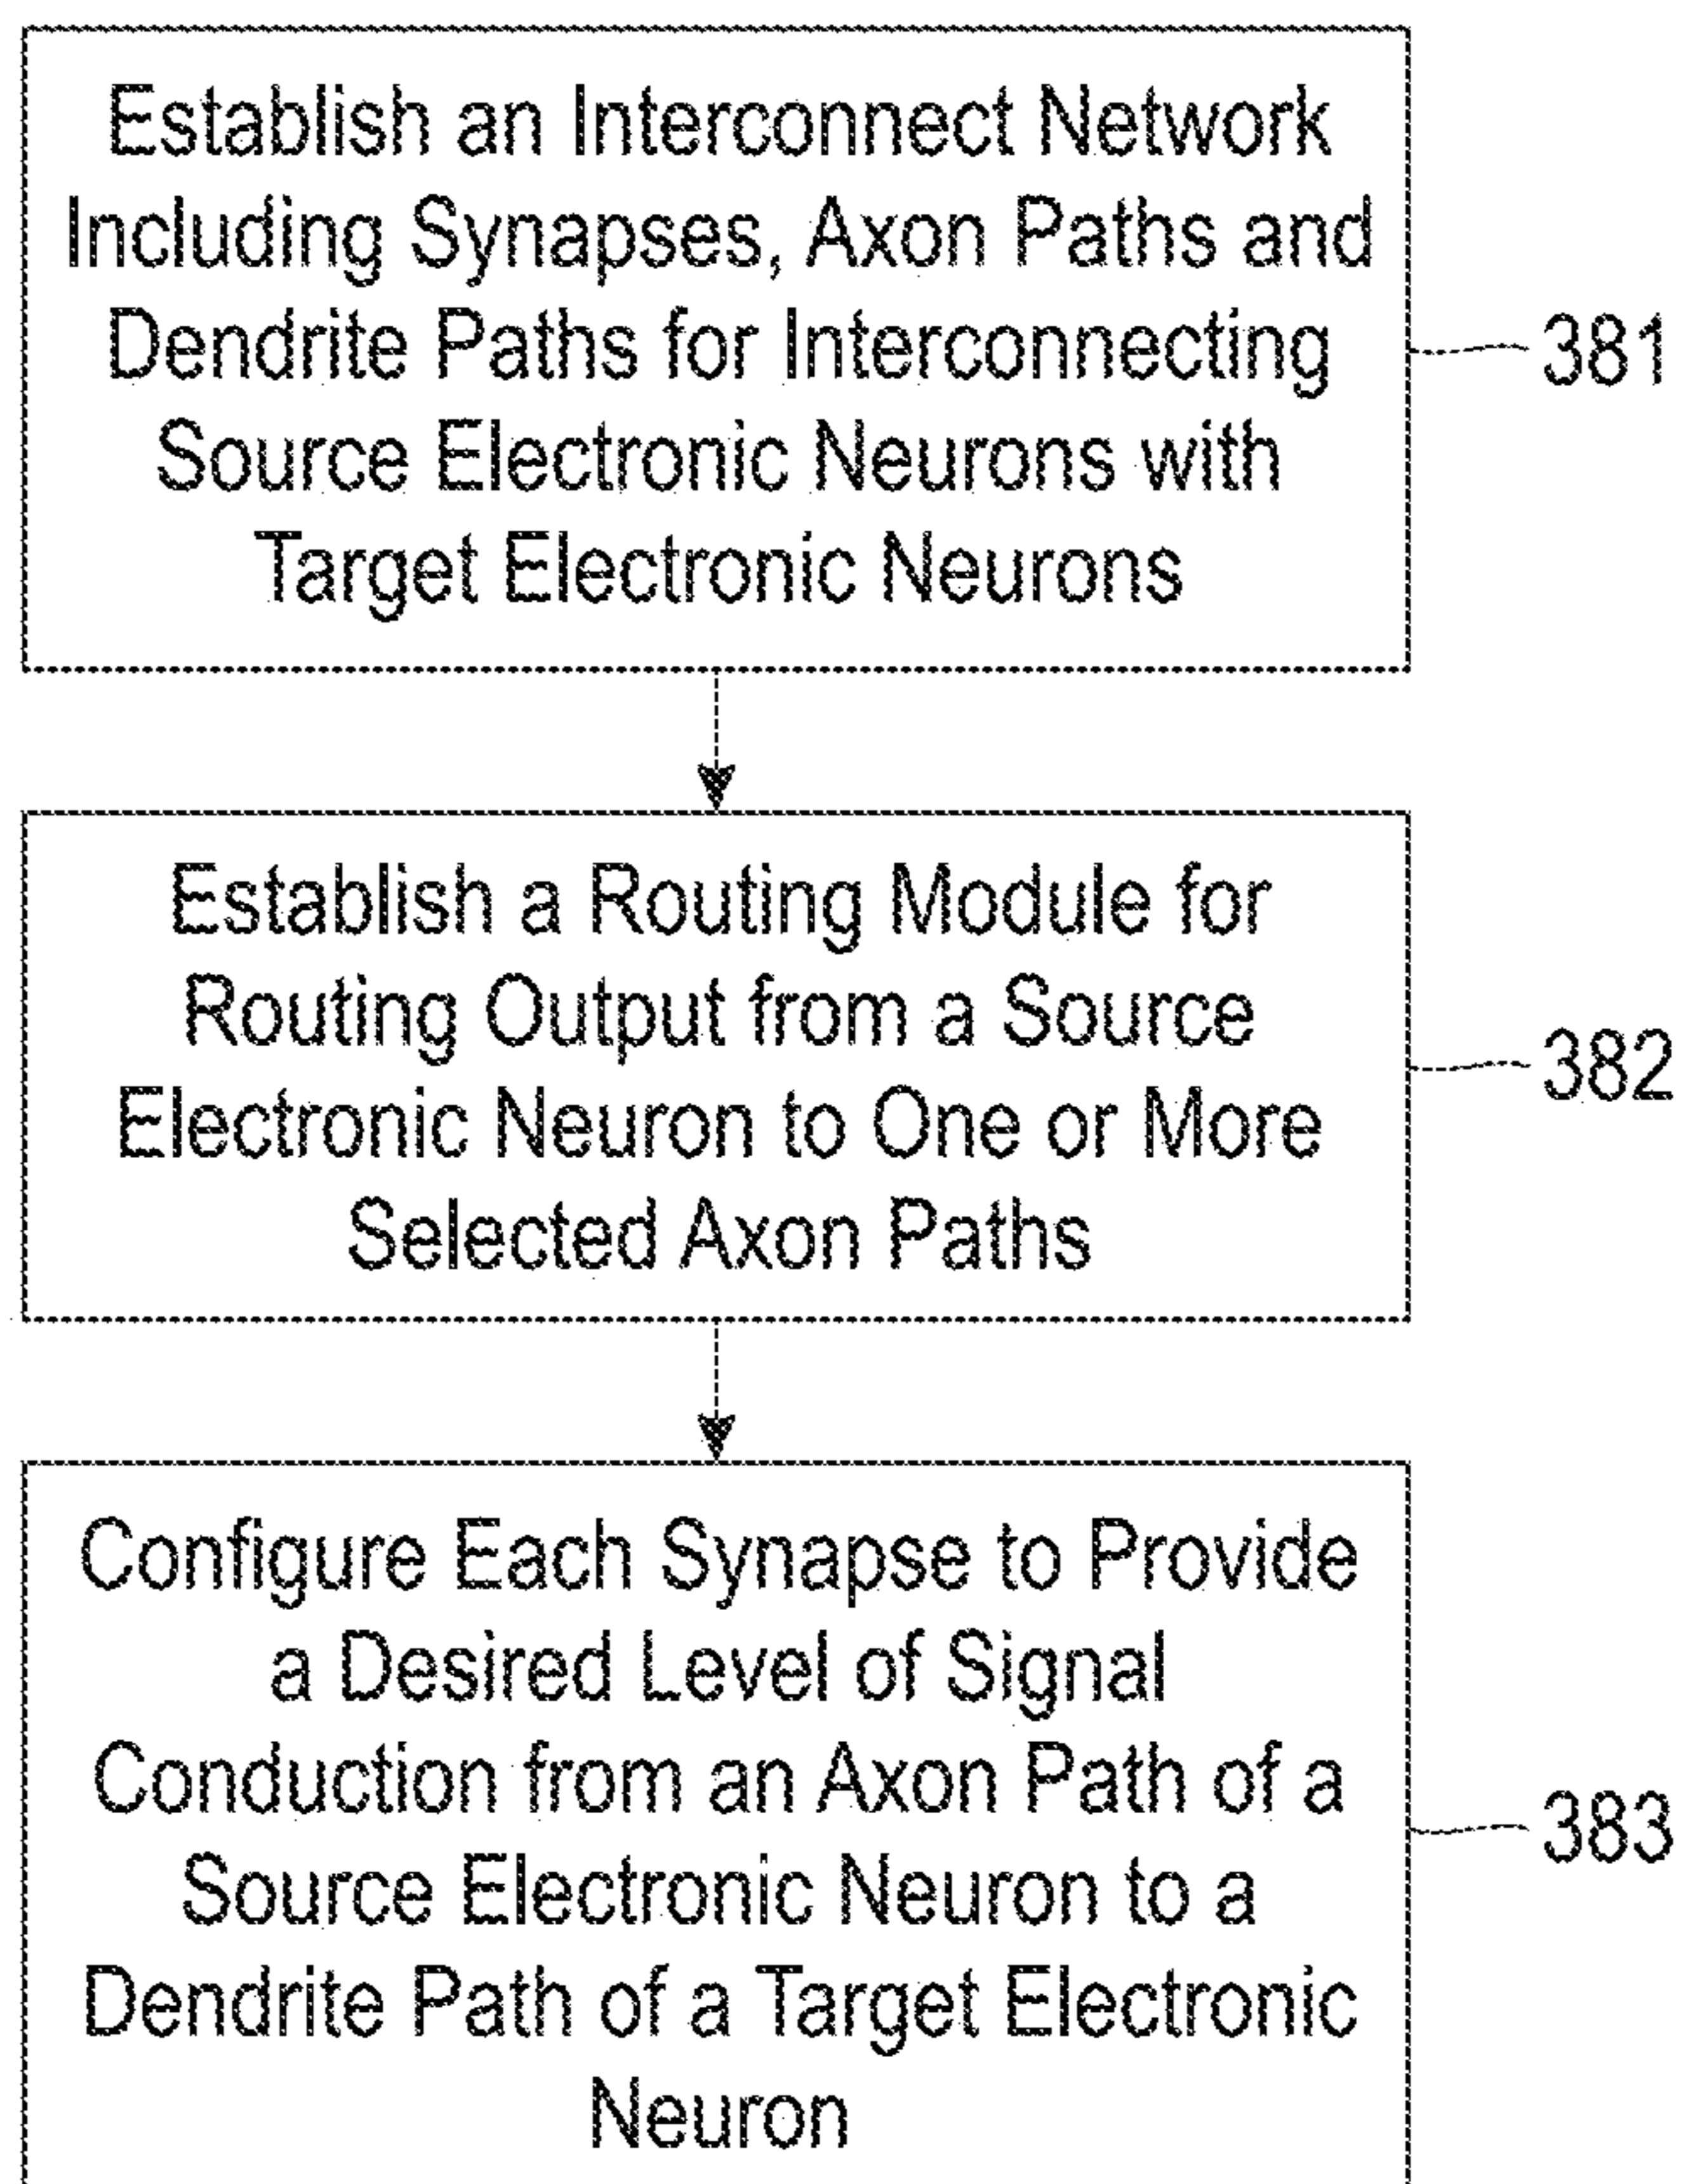 Establish an Interconnect Network
Including Synapses, Axon Paths and
Dendrite Paths for Interconnecting
Source Electronic Neurons with
Target Electronic Neurons
381
Establish a Routing Module for
Routing Output from a Source
Electronic Neuron to One or More
Selected Axon Paths
382
Configure Each Synapse to Provide
a Desired Level of Signal
Conduction from an Axon Path of a
Source Electronic Neuron to a
Dendrite Path of a Target Electronic
Neuron
383